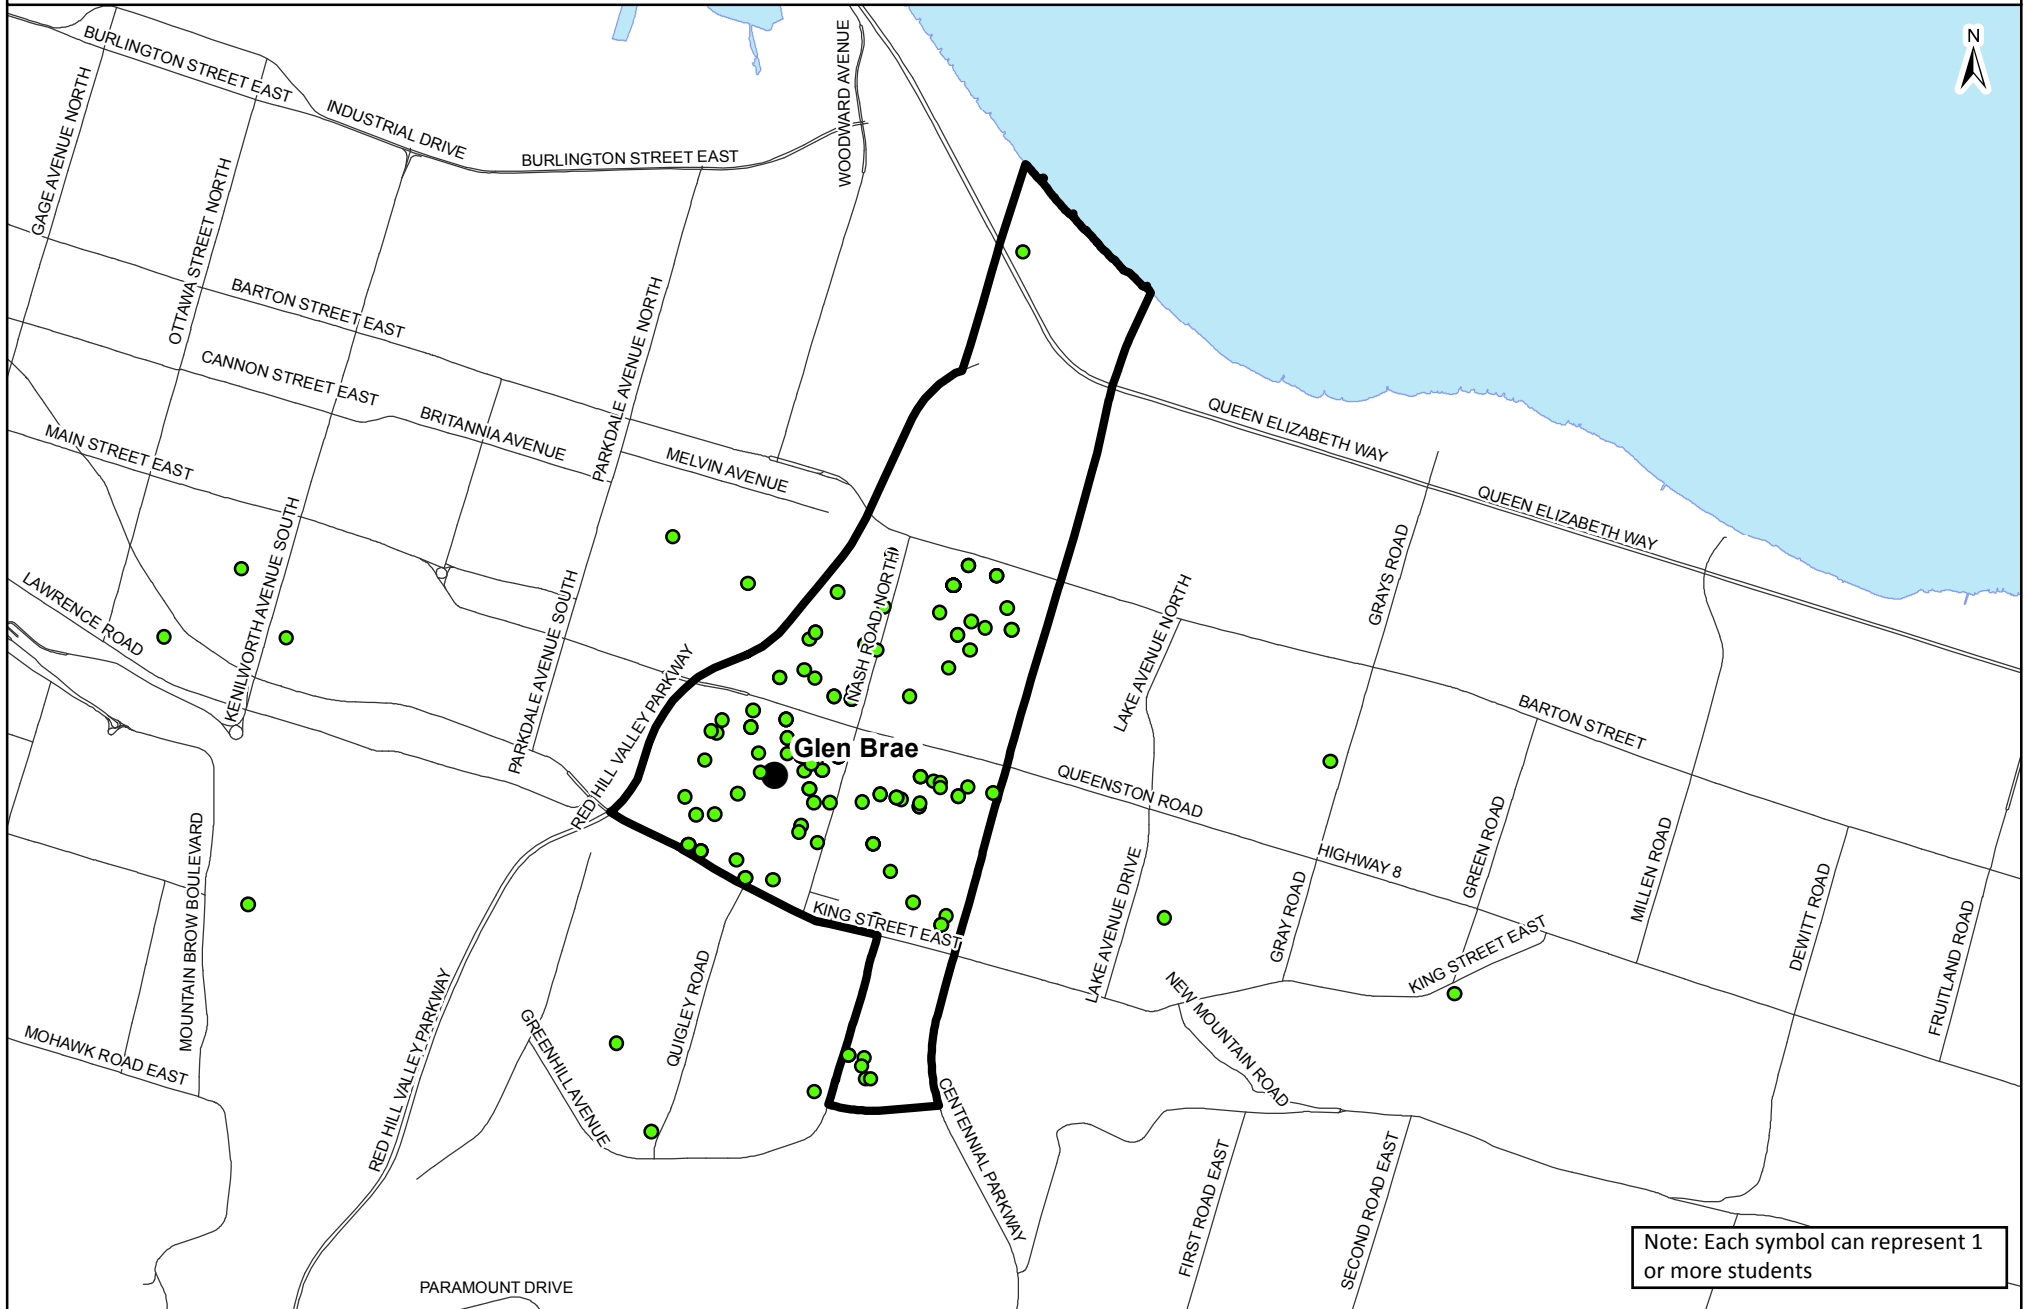 N
BURLINGTON STREET EAST
INDUSTRIAL DRIVE
BURLINGTON STREET EAST
WOODWARD AVENUE
GAGE AVENUE NORTH
OTTAWA STREET NORTH
BARTON STREET EAST
PARKDALE AVENUE NORTH
CANNON STREET EAST
BRITANNIA AVENUE
MAIN STREET EAST
MELVIN AVENUE
QUEEN ELIZABETH WAY
QUEEN ELIZABETH WAY
KENILWORTH AVENUE SOUTH
LAWRENCE ROAD
PARKDALE AVENUE SOUTH
NASH ROAD NORTH
GRAYS ROAD
LAKE AVENUE NORTH
RED HILL VALLEY PARKWAY
BARTON STREET
Glen Brae
QUEENSTON ROAD
HIGHWAY 8
GREEN ROAD
MILLEN ROAD
DEWITT ROAD
FRUITLAND ROAD
MOUNTAIN BROW BOULEVARD
KING STREET EAST
LAKE AVENUE DRIVE
GRAY ROAD
KING STREET EAST
QUIGLEY ROAD
NEW MOUNTAIN ROAD
MOHAWK ROAD EAST
RED HILL VALLEY PARKWAY
GREENHILL AVENUE
CENTENNIAL PARKWAY
FIRST ROAD EAST
SECOND ROAD EAST
PARAMOUNT DRIVE
Note: Each symbol can represent 1
or more students